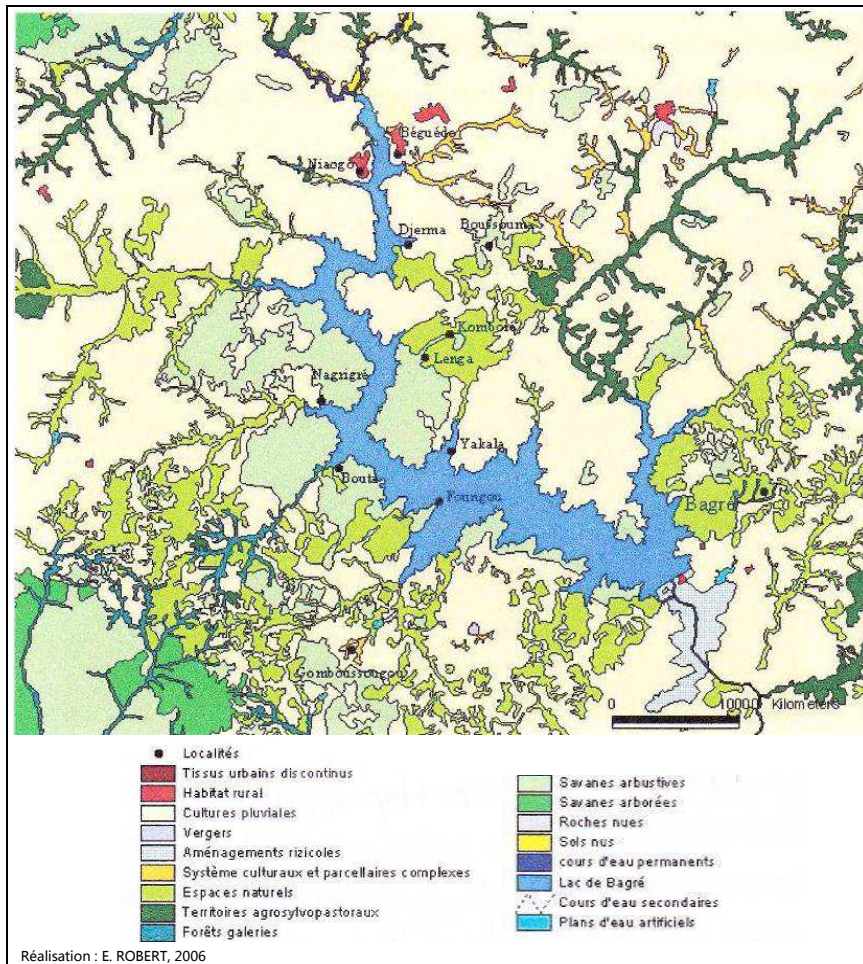 Béguédo
Niaogo
Djerma
Boussouma
Komboli
Lenga
Nagrigré
Yakala
Bouta
Foungou
Bagré
Gomboussougou
0 10000 Kilometers
Localités
Tissus urbains discontinus
Habitat rural
Cultures pluviales
Vergers
Aménagements rizicoles
Système culturaux et parcellaires complexes
Espaces naturels
Territoires agrosylvopastoraux
Forêts galeries
Savanes arbustives
Savanes arborées
Roches nues
Sols nus
cours d'eau permanents
Lac de Bagré
Cours d'eau secondaires
Plans d'eau artificiels
Réalisation : E. ROBERT, 2006